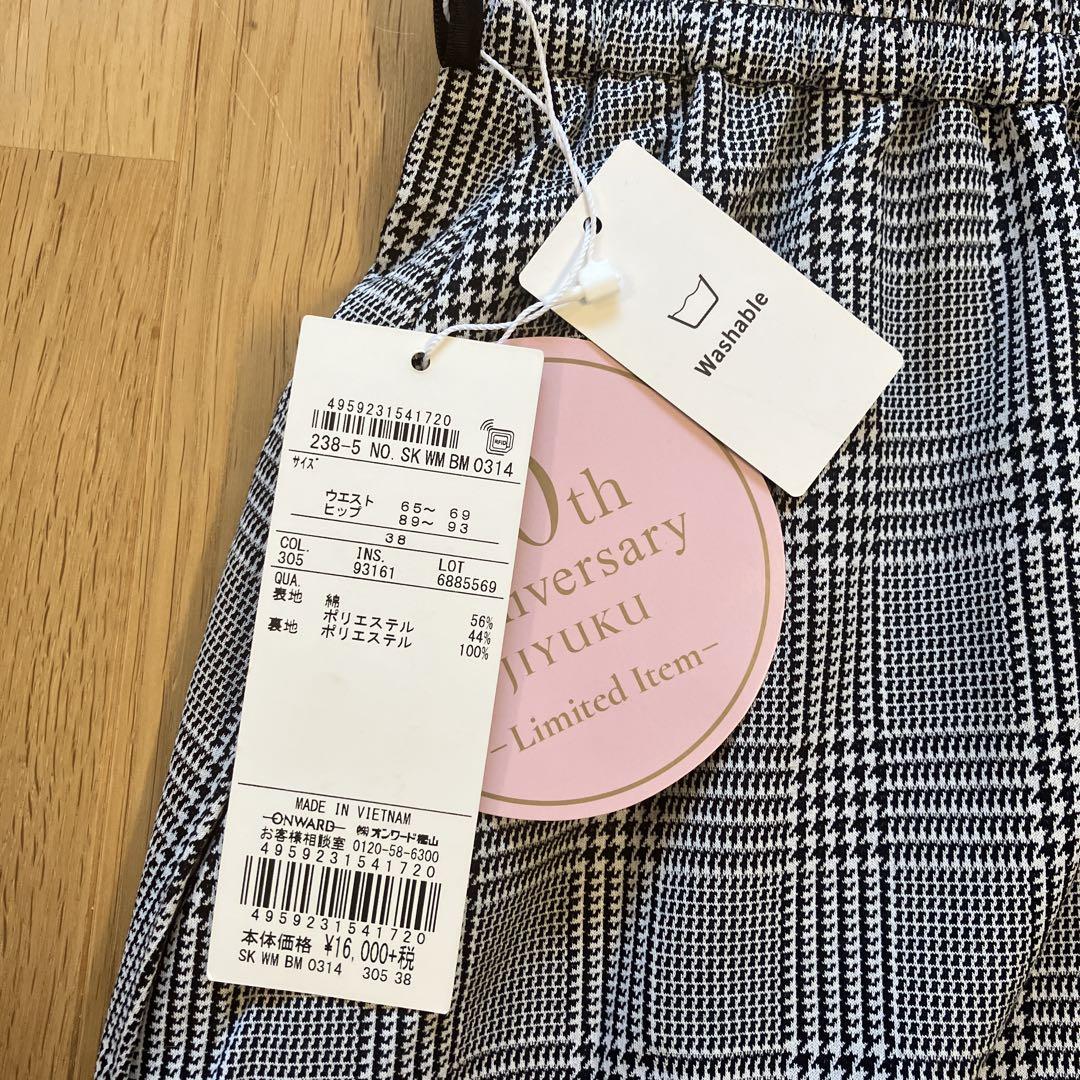 Washable
4959231541720
RFID
238-5 NO. SK WM BM 0314
サイズ
ウエスト 65～ 69
ヒップ 89～ 93
38
COL. INS. LOT
305 93161 6885569
QUA.
表地 綿 56%
ポリエステル 44%
裏地 ポリエステル 100%
MADE IN VIETNAM
ONWARD ㈱オンワード樫山
お客様相談室 0120-58-6300
4959231541720
4959231541720
本体価格 ¥16,000+税
SK WM BM 0314 305 38
0th
iversary
JIYUKU
–Limited Item–